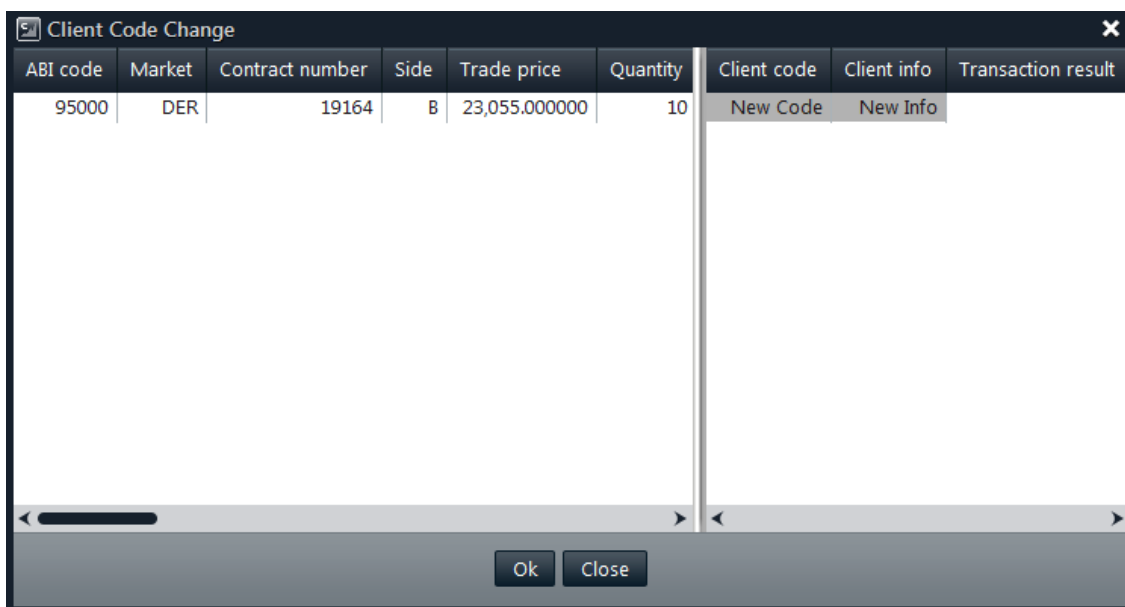 Client Code Change
ABI code Market Contract number Side Trade price Quantity Client code Client info Transaction result
95000 DER 19164 B 23,055.000000 10 New Code New Info
Ok Close